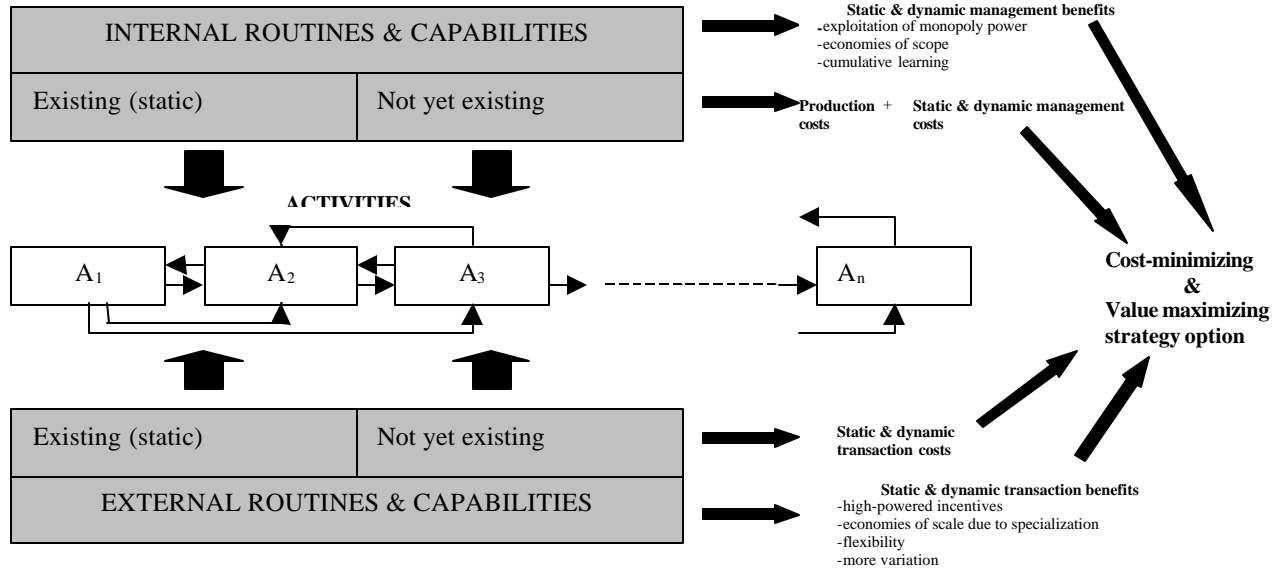 INTERNAL ROUTINES & CAPABILITIES
Existing (static)
Not yet existing
Static & dynamic management benefits
-exploitation of monopoly power
-economies of scope
-cumulative learning
Production + Static & dynamic management
costs costs
ACTIVITIES
A1
A2
A3
An
Cost-minimizing
&
Value maximizing
strategy option
Existing (static)
Not yet existing
EXTERNAL ROUTINES & CAPABILITIES
Static & dynamic
transaction costs
Static & dynamic transaction benefits
-high-powered incentives
-economies of scale due to specialization
-flexibility
-more variation